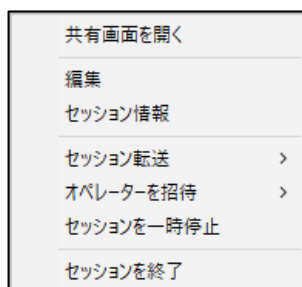 共有画面を開く
編集
セッション情報
セッション転送
オペレーターを招待
セッションを一時停止
セッションを終了